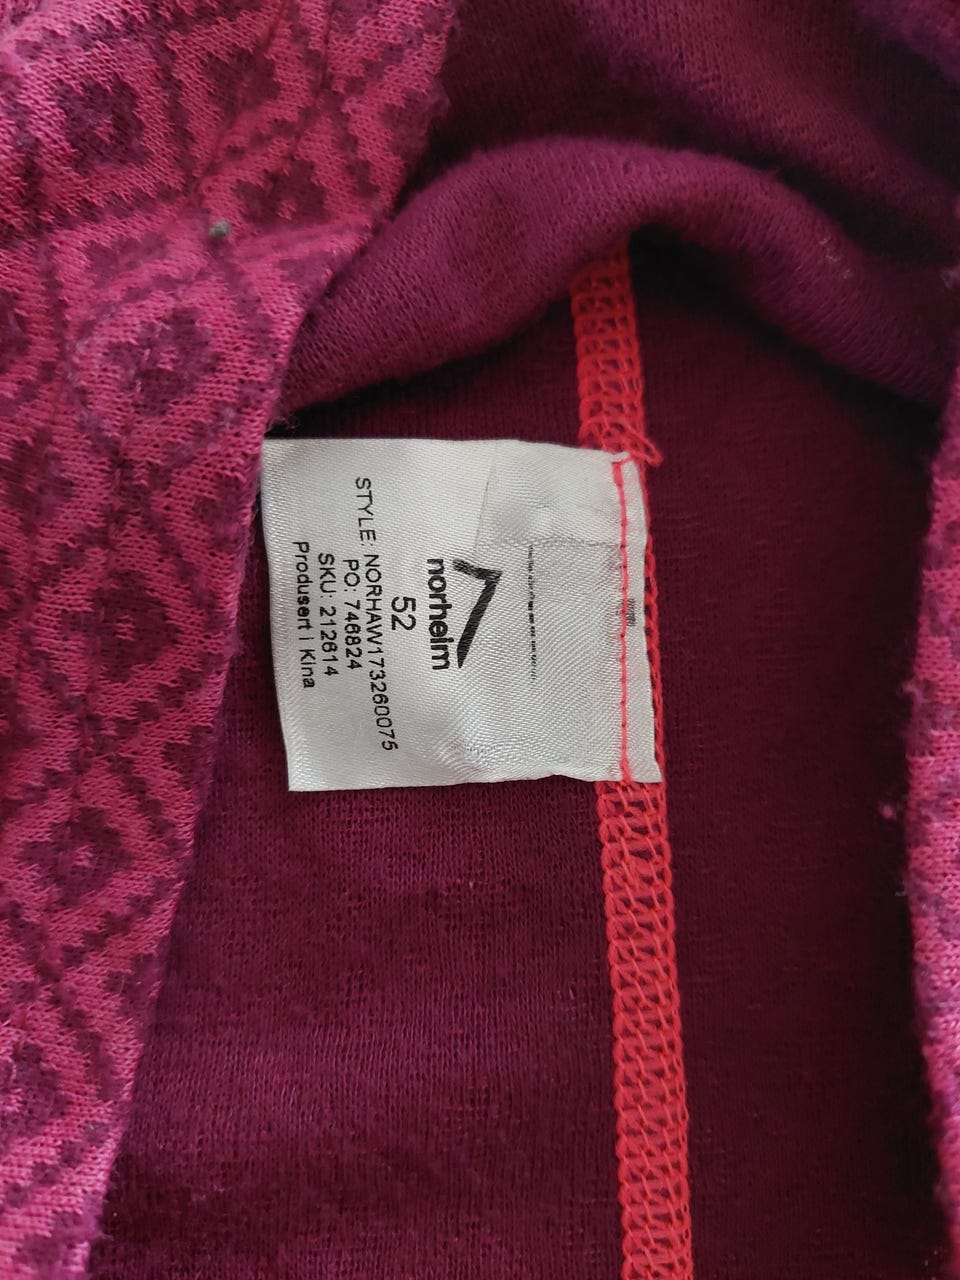 norheim
52
STYLE: NORHAW173260075
PO: 746824
SKU: 212614
Produsert i Kina